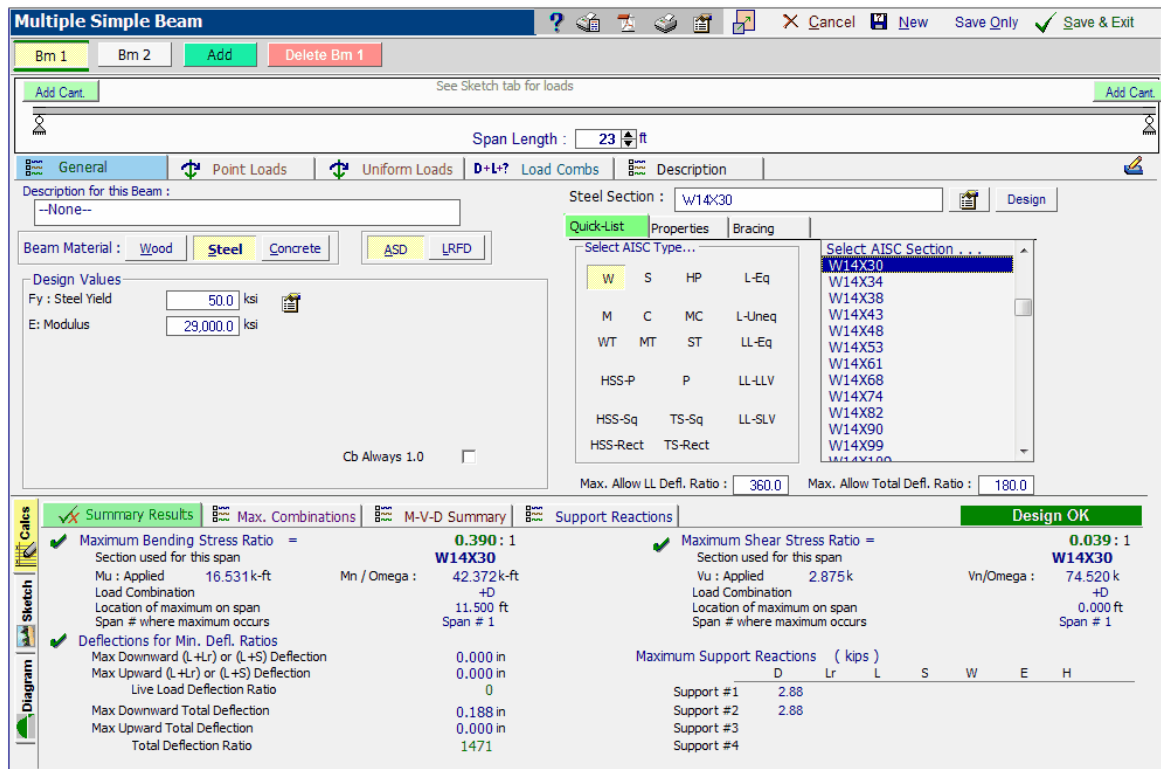 Multiple Simple Beam ? Cancel New Save Only Save & Exit
Bm 1 Bm 2 Add Delete Bm 1
Add Cant. See Sketch tab for loads Add Cant.
Span Length : 23 ft
General Point Loads Uniform Loads D+L+? Load Combs Description
Description for this Beam :
--None--
Steel Section : W14X30 Design
Beam Material : Wood Steel Concrete ASD LRFD
Quick-List Properties Bracing
Design Values
Fy : Steel Yield 50.0 ksi
E: Modulus 29,000.0 ksi
Cb Always 1.0
Select AISC Type...
W S HP L-Eq
M C MC L-Uneq
WT MT ST LL-Eq
HSS-P P LL-LLV
HSS-Sq TS-Sq LL-SLV
HSS-Rect TS-Rect
Select AISC Section . . .
W14X30
W14X34
W14X38
W14X43
W14X48
W14X53
W14X61
W14X68
W14X74
W14X82
W14X90
W14X99
W14X109
Max. Allow LL Defl. Ratio : 360.0 Max. Allow Total Defl. Ratio : 180.0
Calcs
Sketch
Diagram
Summary Results Max. Combinations M-V-D Summary Support Reactions Design OK
Maximum Bending Stress Ratio = 0.390 : 1
Section used for this span W14X30
Mu : Applied 16.531 k-ft Mn / Omega : 42.372 k-ft
Load Combination +D
Location of maximum on span 11.500 ft
Span # where maximum occurs Span # 1
Maximum Shear Stress Ratio = 0.039 : 1
Section used for this span W14X30
Vu : Applied 2.875 k Vn/Omega : 74.520 k
Load Combination +D
Location of maximum on span 0.000 ft
Span # where maximum occurs Span # 1
Deflections for Min. Defl. Ratios
Max Downward (L+Lr) or (L+S) Deflection 0.000 in
Max Upward (L+Lr) or (L+S) Deflection 0.000 in
Live Load Deflection Ratio 0
Max Downward Total Deflection 0.188 in
Max Upward Total Deflection 0.000 in
Total Deflection Ratio 1471
Maximum Support Reactions ( kips )
D Lr L S W E H
Support #1 2.88
Support #2 2.88
Support #3
Support #4